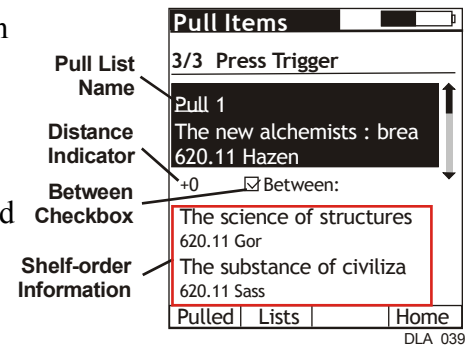 n
d
Pull List
Name
Distance
Indicator
Between
Checkbox
Shelf-order
Information
Pull Items
3/3 Press Trigger
Pull 1
The new alchemists : brea
620.11 Hazen
+0 Between:
The science of structures
620.11 Gor
The substance of civiliza
620.11 Sass
Pulled Lists Home
DLA 039